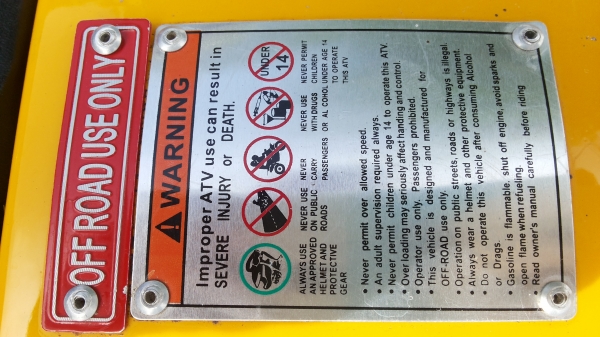 OFF ROAD USE ONLY
WARNING
Improper ATV use can result in
SEVERE INJURY or DEATH.
UNDER
14
ALWAYS USE
AN APPROVED
HELMET AND
PROTECTIVE
GEAR
NEVER USE
ON PUBLIC
ROADS
NEVER
CARRY
PASSENGERS
NEVER USE
WITH DRUGS
OR AL COHOL
NEVER PERMIT
CHILDREN
UNDER AGE 14
TO OPERATE
THIS ATV
• Never permit over allowed speed.
• An adult supervision required always.
• Never permit children under age 14 to operate this ATV.
• Over loading may seriously affect handing and control.
• Operator use only. Passengers prohibited.
• This vehicle is designed and manufactured for
OFF-ROAD use only.
• Operation on public streets, roads or highways is illegal.
• Always wear a helmet and other protective equipment.
• Do not operate this vehicle after consuming Alcohol
or Drags.
• Gasoline is flammable. shut off engine, avoid sparks and
open flame when refueling.
• Read owner's manual carefully before riding